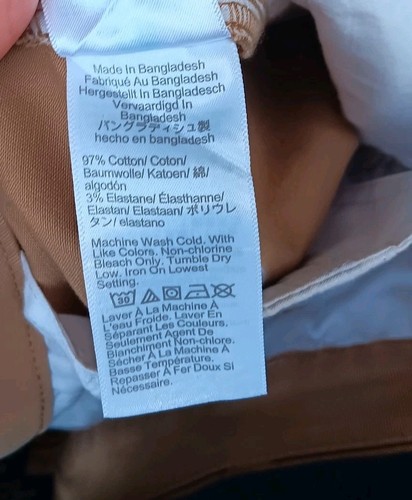 Made In Bangladesh
Fabriqué Au Bangladesh
Hergestellt In Bangladesch
Vervaardigd In
Bangladesh
バングラディシュ製
hecho en bangladesh
97% Cotton/ Coton/
Baumwolle/ Katoen/ 綿/
algodón
3% Elastane/ Élasthanne/
Elastan/ Elastaan/ ポリウレ
タン/ elastano
Machine Wash Cold. With
Like Colors. Non-chlorine
Bleach Only. Tumble Dry
Low. Iron On Lowest
Setting.
30
Laver À La Machine À
L'eau Froide. Laver En
Séparant Les Couleurs.
Seulement Agent De
Blanchiment Non-chlore.
Sécher À La Machine À
Basse Température.
Repasser À Fer Doux Si
Nécessaire.